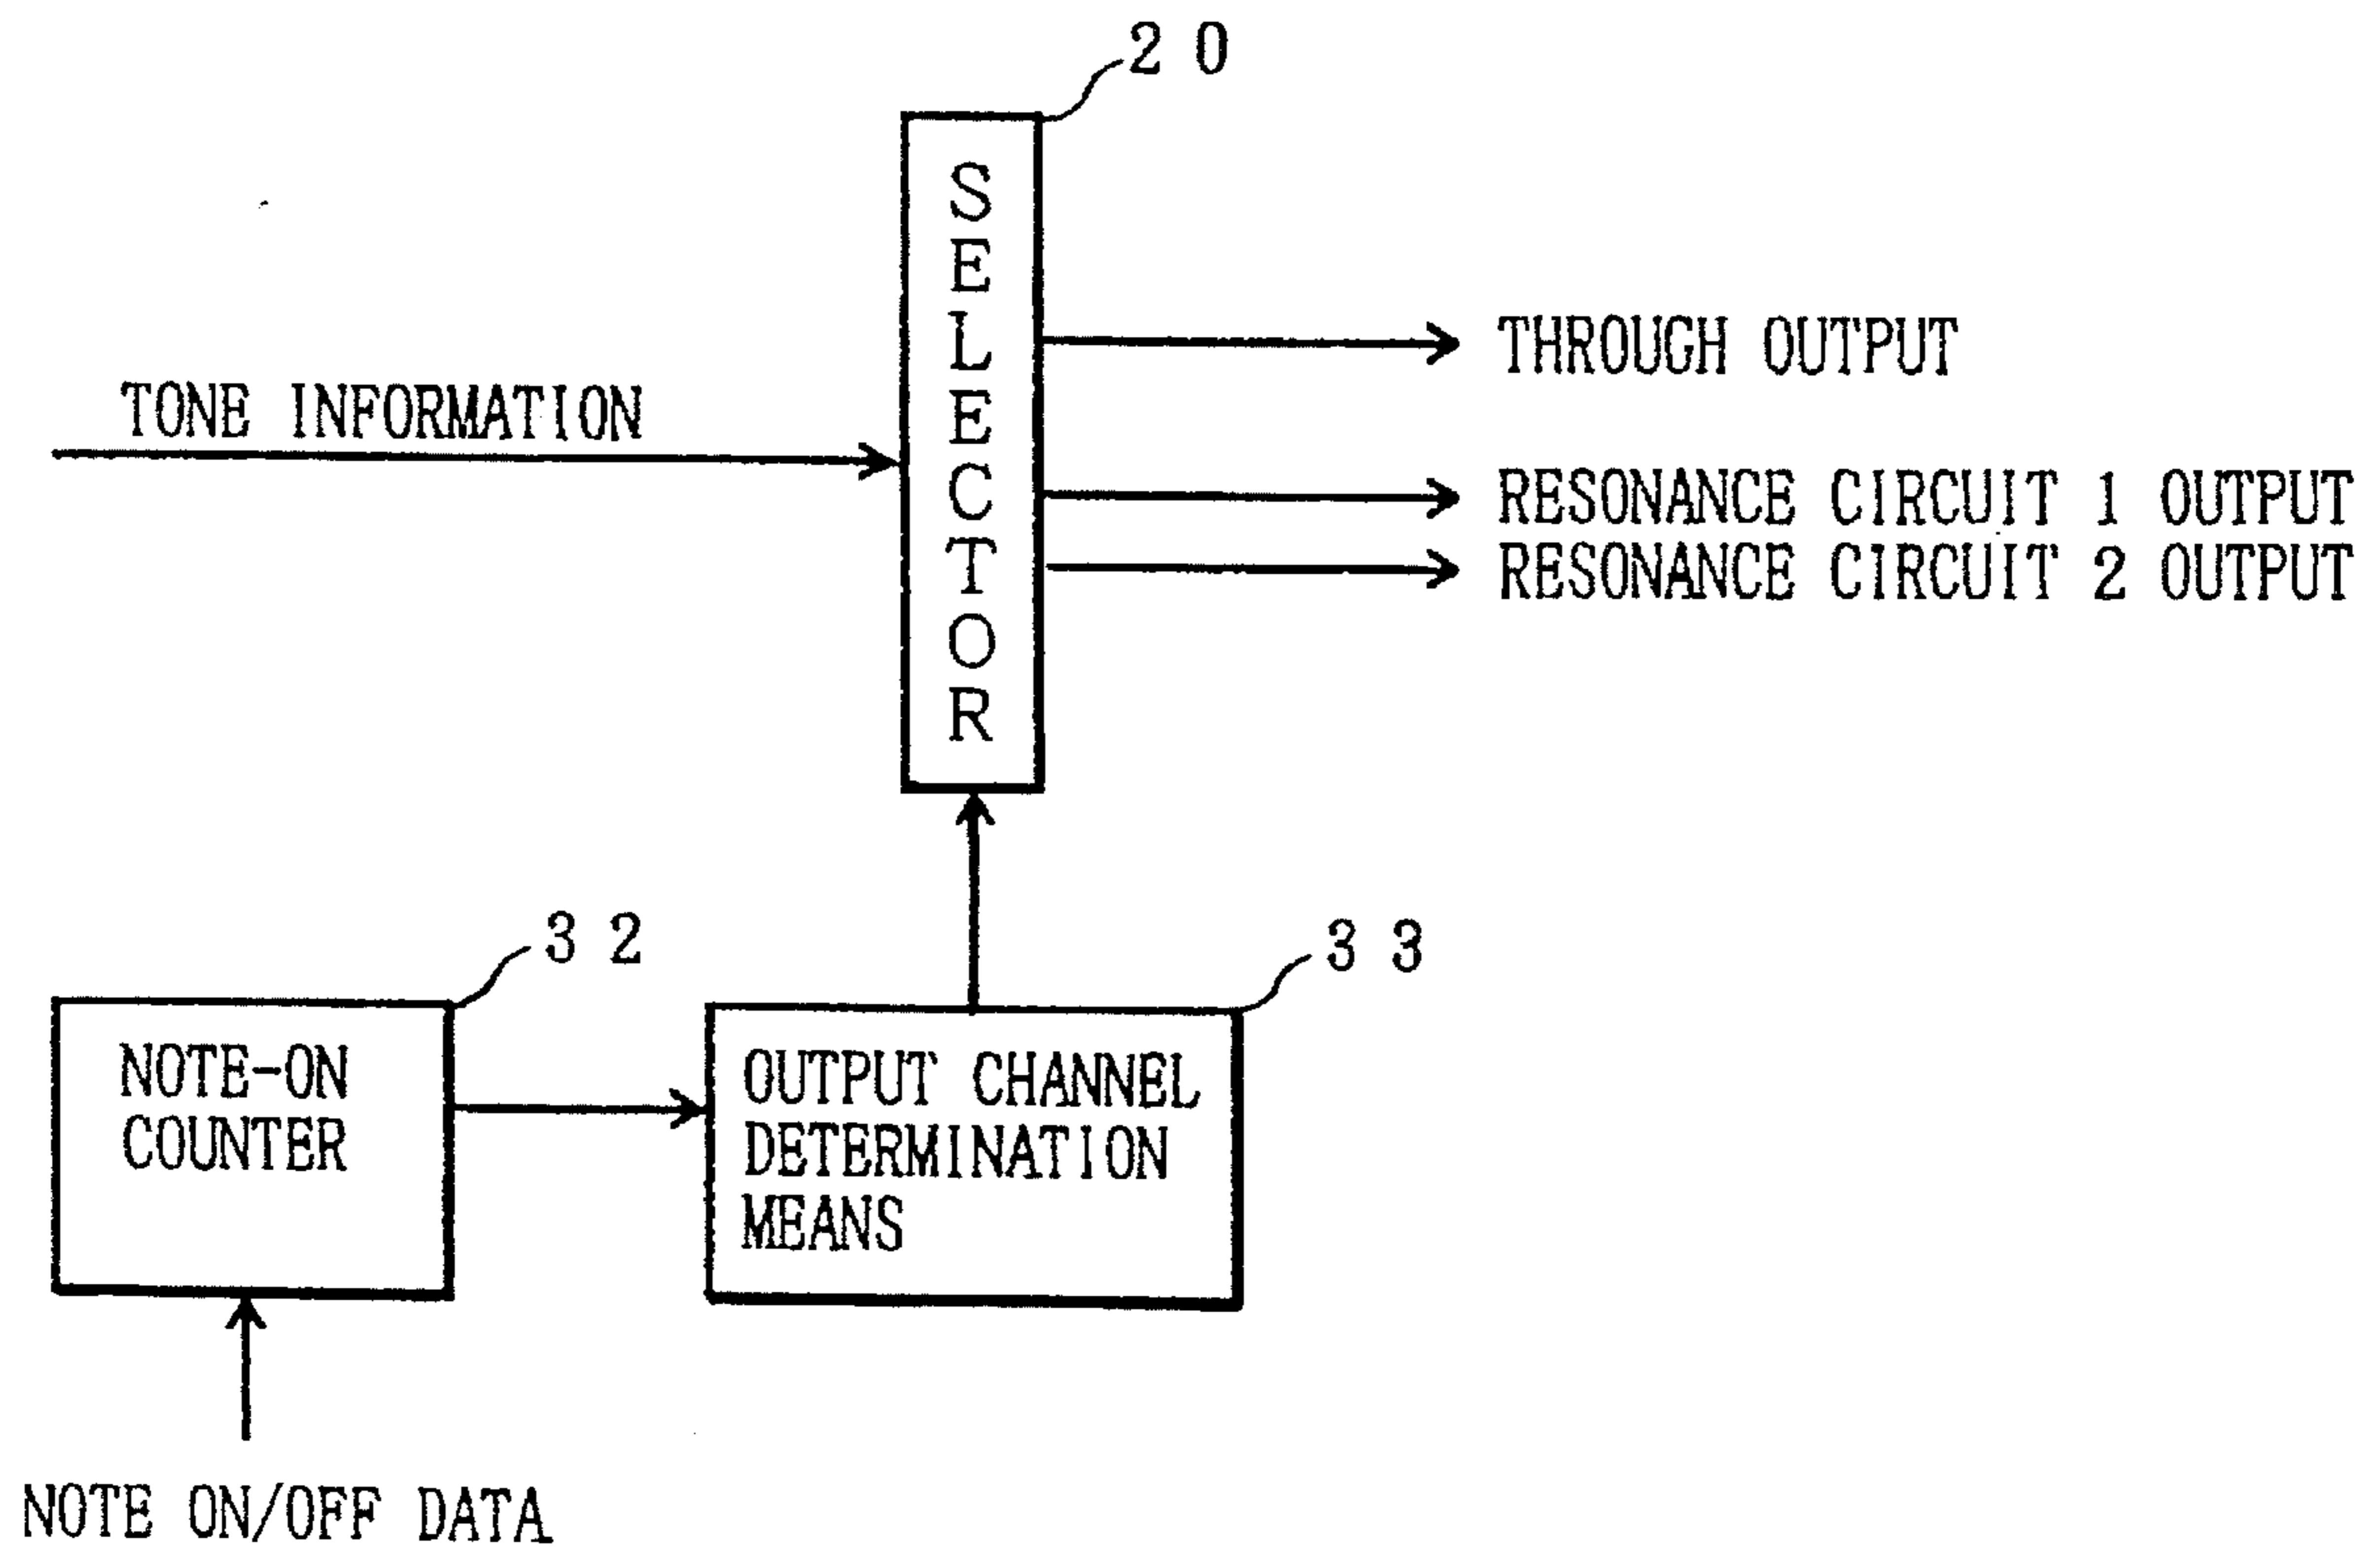 20
SELECTOR
THROUGH OUTPUT
TONE INFORMATION
RESONANCE CIRCUIT 1 OUTPUT
RESONANCE CIRCUIT 2 OUTPUT
32
33
NOTE-ON
COUNTER
OUTPUT CHANNEL
DETERMINATION
MEANS
NOTE ON/OFF DATA